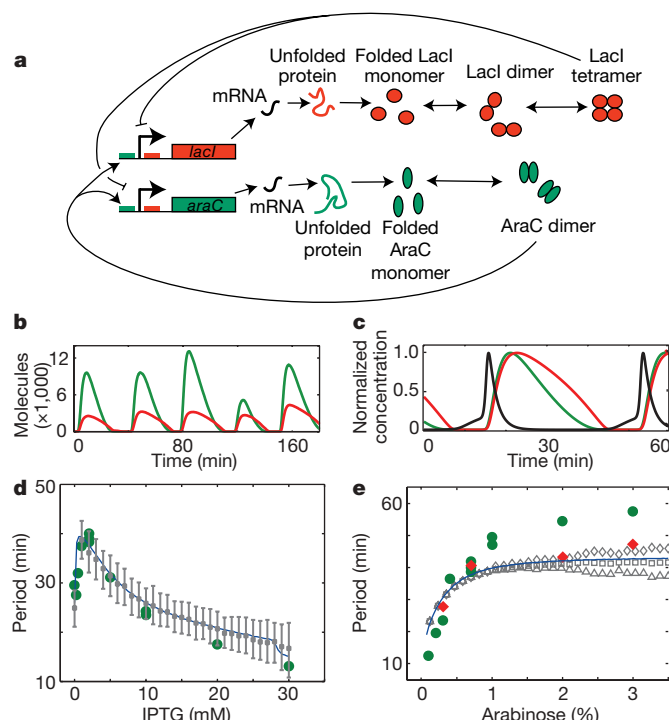 a
Unfolded protein
Folded LacI monomer
LacI dimer
LacI tetramer
mRNA
lacI
araC
mRNA
Unfolded protein
Folded AraC monomer
AraC dimer
b
Molecules (×1,000)
12
6
0
0 80 160
Time (min)
c
Normalized concentration
1.0
0.5
0
0 30 60
Time (min)
d
Period (min)
50
30
10
0 10 20 30
IPTG (mM)
e
Period (min)
60
10
0 1 2 3
Arabinose (%)